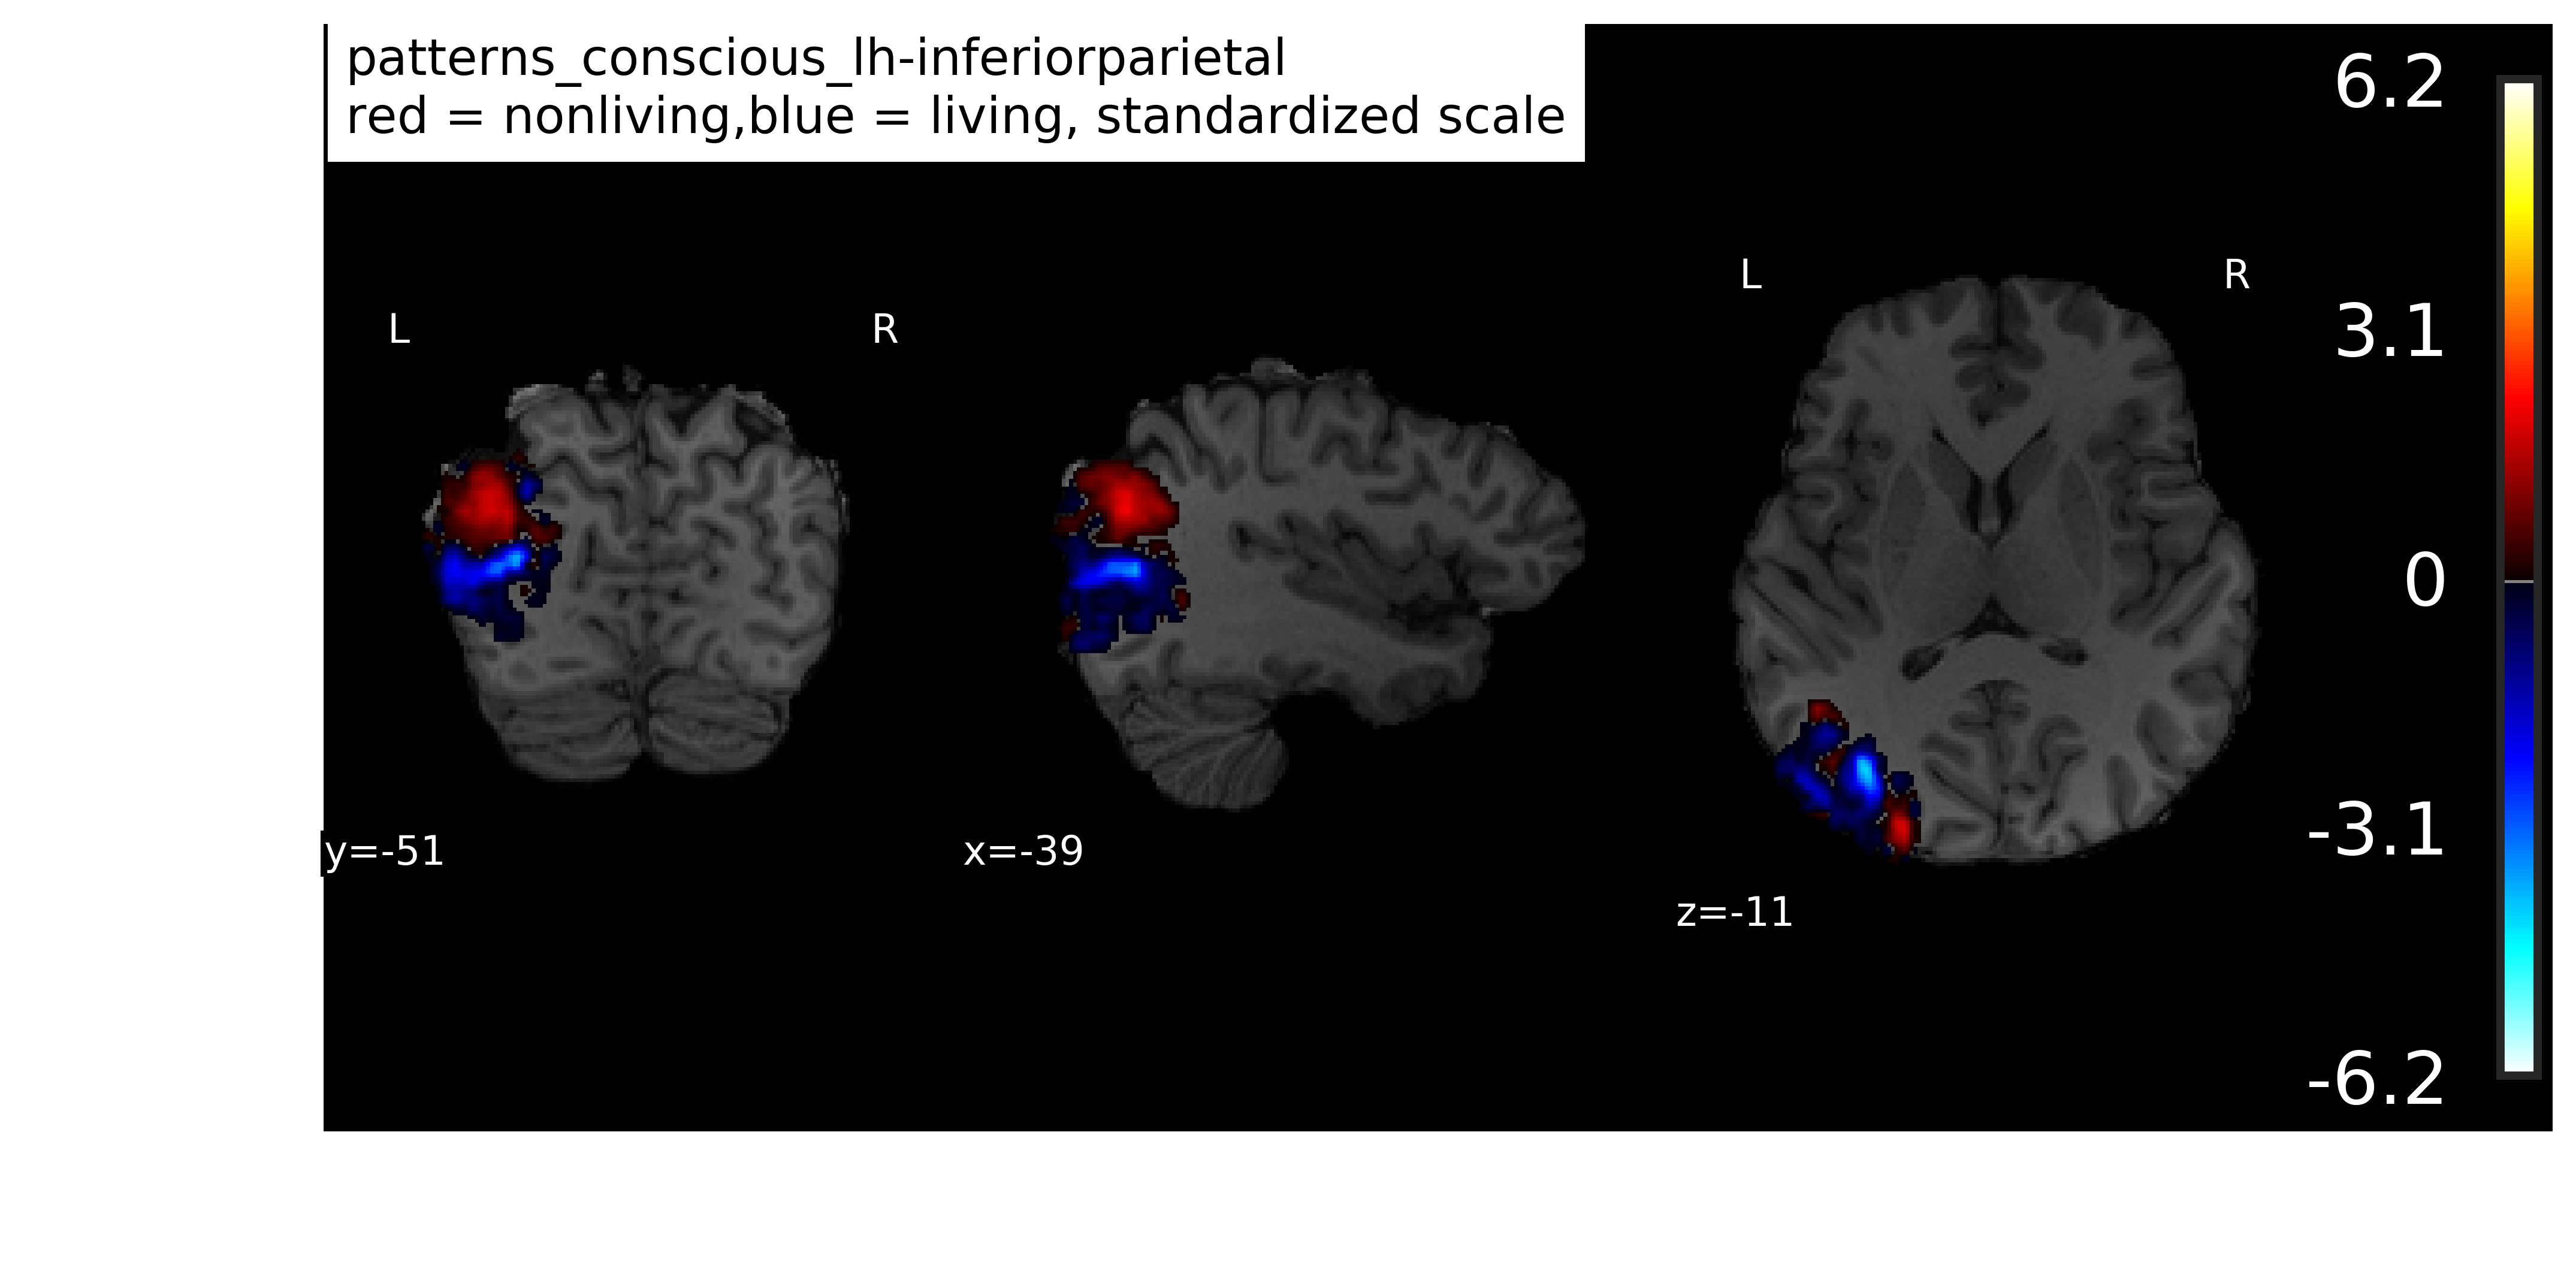 patterns_conscious_lh-inferiorparietal
red = nonliving,blue = living, standardized scale
L R
L R
y=-51
x=-39
z=-11
6.2
3.1
0
-3.1
-6.2